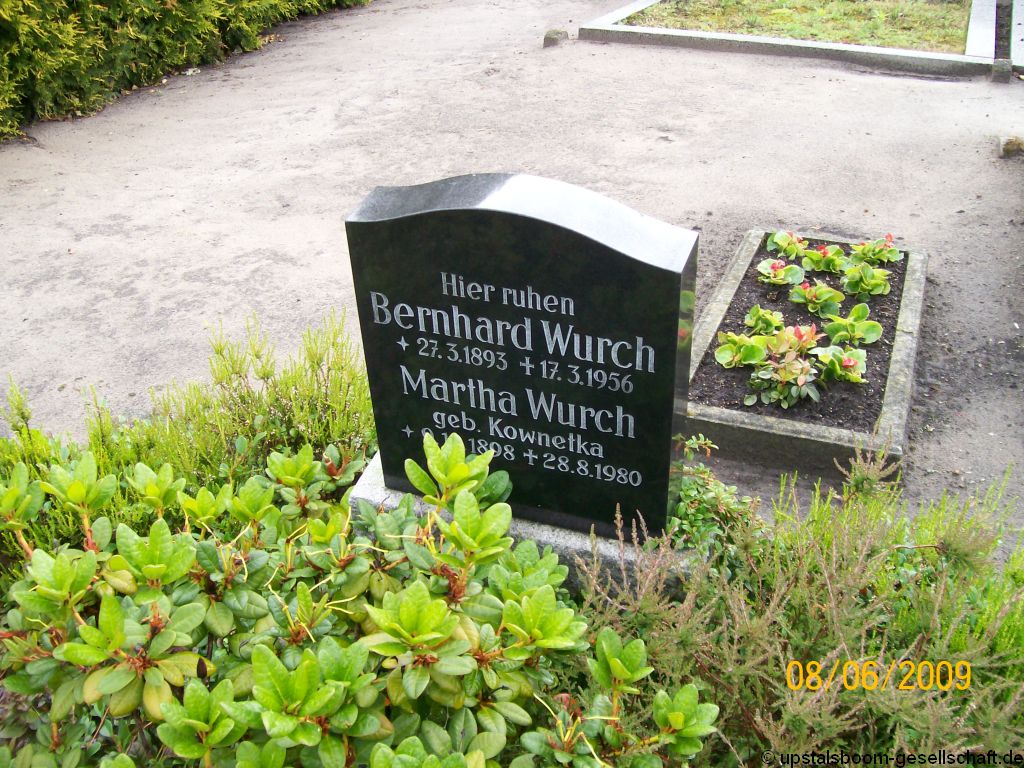 Hier ruhen
Bernhard Wurch
27.3.1893 ✝ 17.3.1956
Martha Wurch
geb. Kownetka
1898 ✝ 28.8.1980
08/06/2009
© upstalsboom-gesellschaft.de